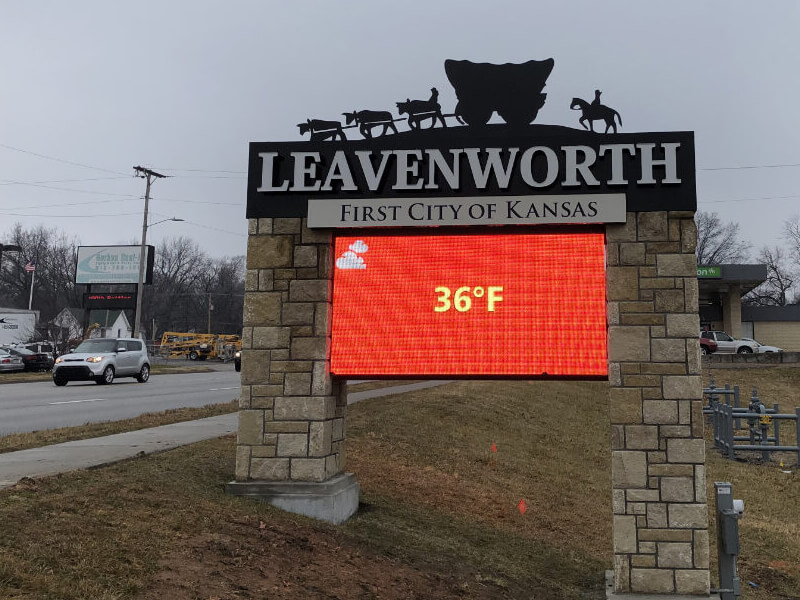 LEAVENWORTH
FIRST CITY OF KANSAS
36°F